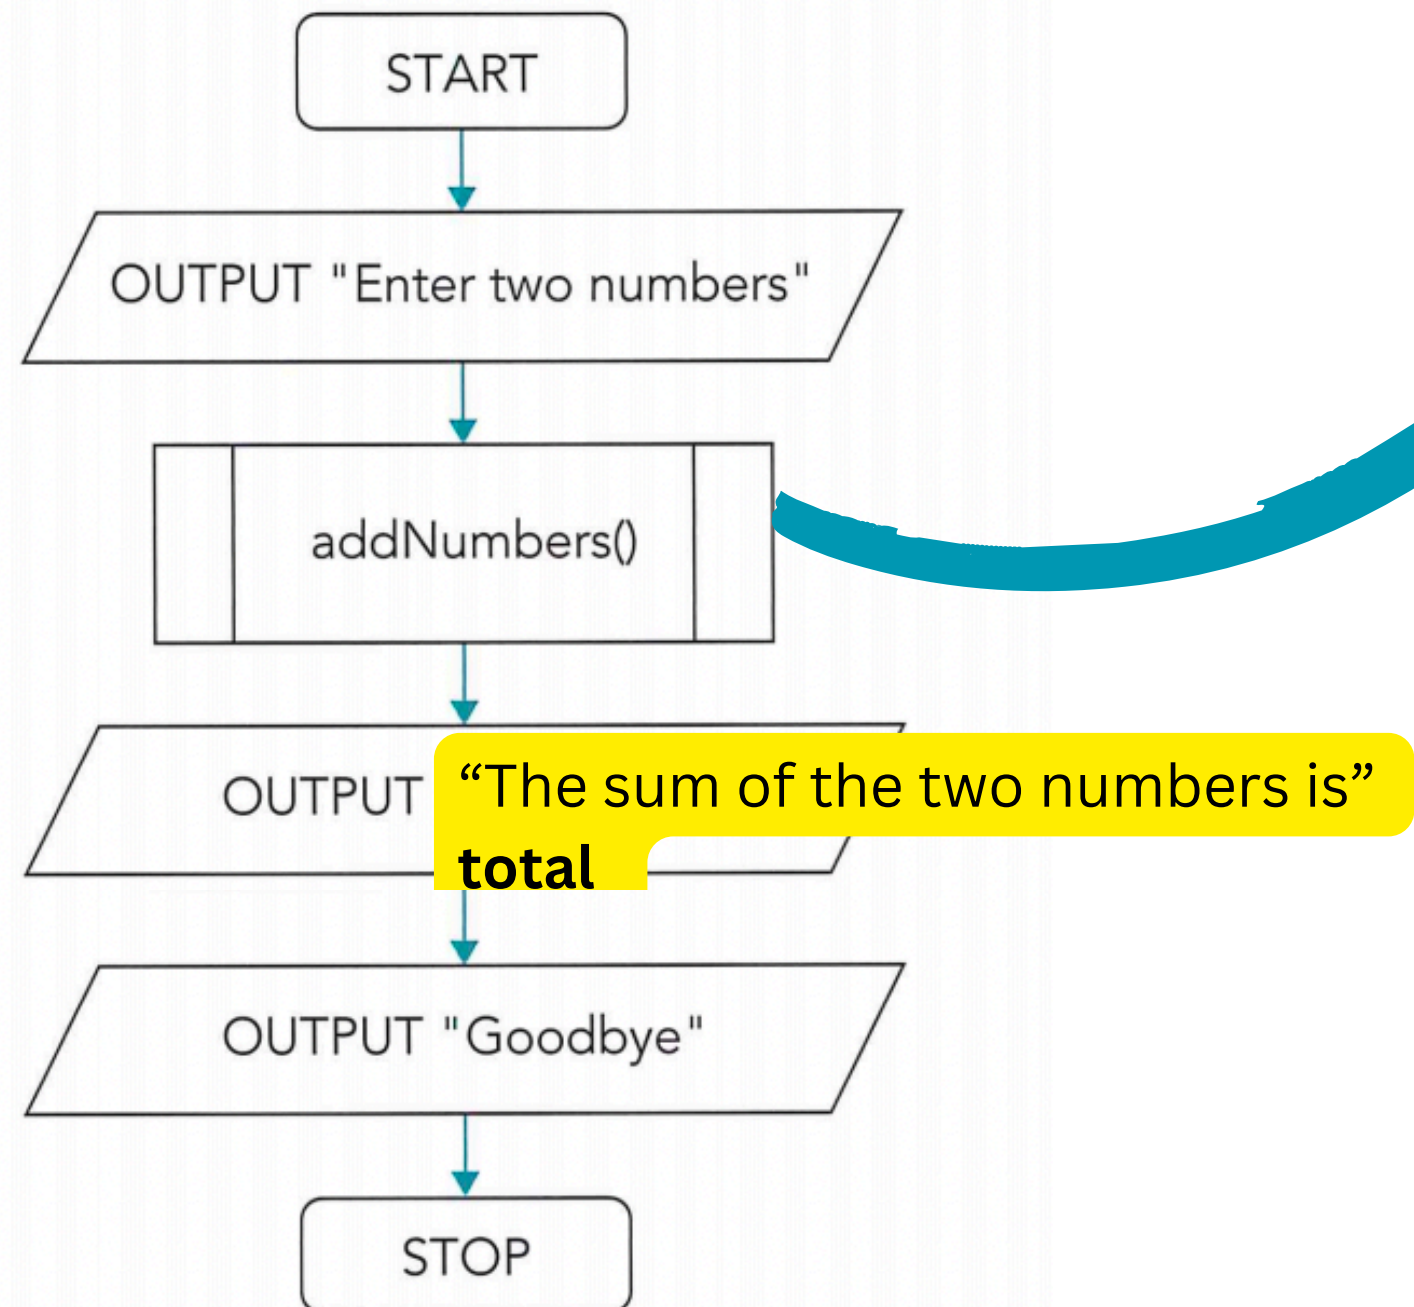 START
OUTPUT "Enter two numbers"
addNumbers()
OUTPUT “The sum of the two numbers is”
total
OUTPUT "Goodbye"
STOP